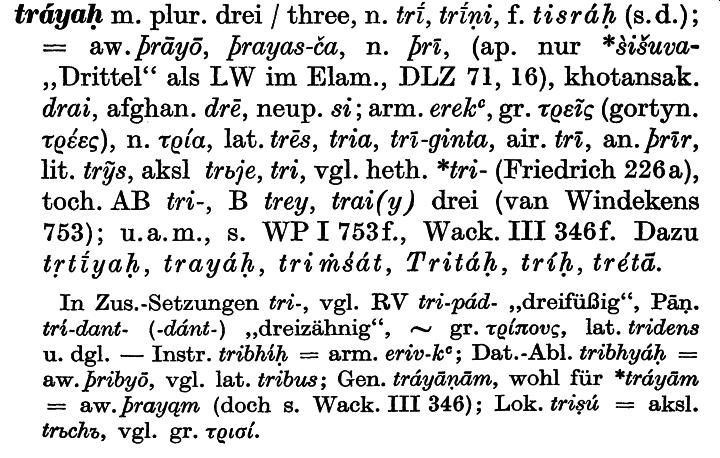 tráyaḥ m. plur. drei / three, n. trī́, trī́ṇi, f. tisráḥ (s.d.);
= aw. þrāyō, þrayas-ča, n. þrī, (ap. nur *šišuva-
„Drittel“ als LW im Elam., DLZ 71, 16), khotansak.
drai, afghan. drē, neup. si; arm. erekᶜ, gr. τρεῖς (gortyn.
τρέες), n. τρία, lat. trēs, tria, trī-ginta, air. trī, an. þrīr,
lit. trỹs, aksl trьje, tri, vgl. heth. *tri- (Friedrich 226a),
toch. AB tri-, B trey, trai(y) drei (van Windekens
753); u.a.m., s. WP I 753f., Wack. III 346f. Dazu
tṛtī́yaḥ, trayáḥ, triṁśát, Tritáḥ, tríḥ, trétā.
In Zus.-Setzungen tri-, vgl. RV tri-pád- „dreifüßig“, Pāṇ.
trí-dant- (-dánt-) „dreizähnig“, ~ gr. τρίπους, lat. tridens
u. dgl. — Instr. tribhíḥ = arm. eriv-kᶜ; Dat.-Abl. tribhyáḥ =
aw. þribyō, vgl. lat. tribus; Gen. tráyāṇām, wohl für *tráyām
= aw. þrayąm (doch s. Wack. III 346); Lok. triṣú = aksl.
trьchъ, vgl. gr. τρισί.